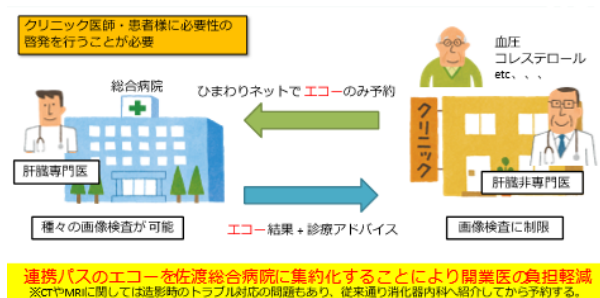 クリニック医師・患者様に必要性の
啓発を行うことが必要
血圧
コレステロール
etc、、、
総合病院
ひまわりネットで エコーのみ予約
クリニック
肝臓専門医
肝臓非専門医
種々の画像検査が可能
エコー結果 + 診療アドバイス
画像検査に制限
連携パスのエコーを佐渡総合病院に集約化することにより開業医の負担軽減
※CTやMRIに関しては造影時のトラブル対応の問題もあり、従来通り消化器内科へ紹介してから予約する。